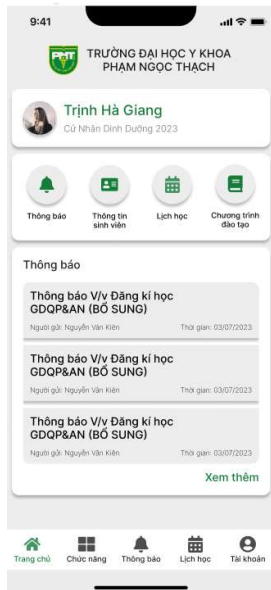 9:41
PNT
TRƯỜNG ĐẠI HỌC Y KHOA
PHẠM NGỌC THẠCH
Trịnh Hà Giang
Cử Nhân Dinh Dưỡng 2023
Thông báo
Thông tin
sinh viên
Lịch học
Chương trình
đào tạo
Thông báo
Thông báo V/v Đăng kí học
GDQP&AN (BỔ SUNG)
Người gửi: Nguyễn Văn Kiên Thời gian: 03/07/2023
Thông báo V/v Đăng kí học
GDQP&AN (BỔ SUNG)
Người gửi: Nguyễn Văn Kiên Thời gian: 03/07/2023
Thông báo V/v Đăng kí học
GDQP&AN (BỔ SUNG)
Người gửi: Nguyễn Văn Kiên Thời gian: 03/07/2023
Xem thêm
Trang chủ Chức năng Thông báo Lịch học Tài khoản